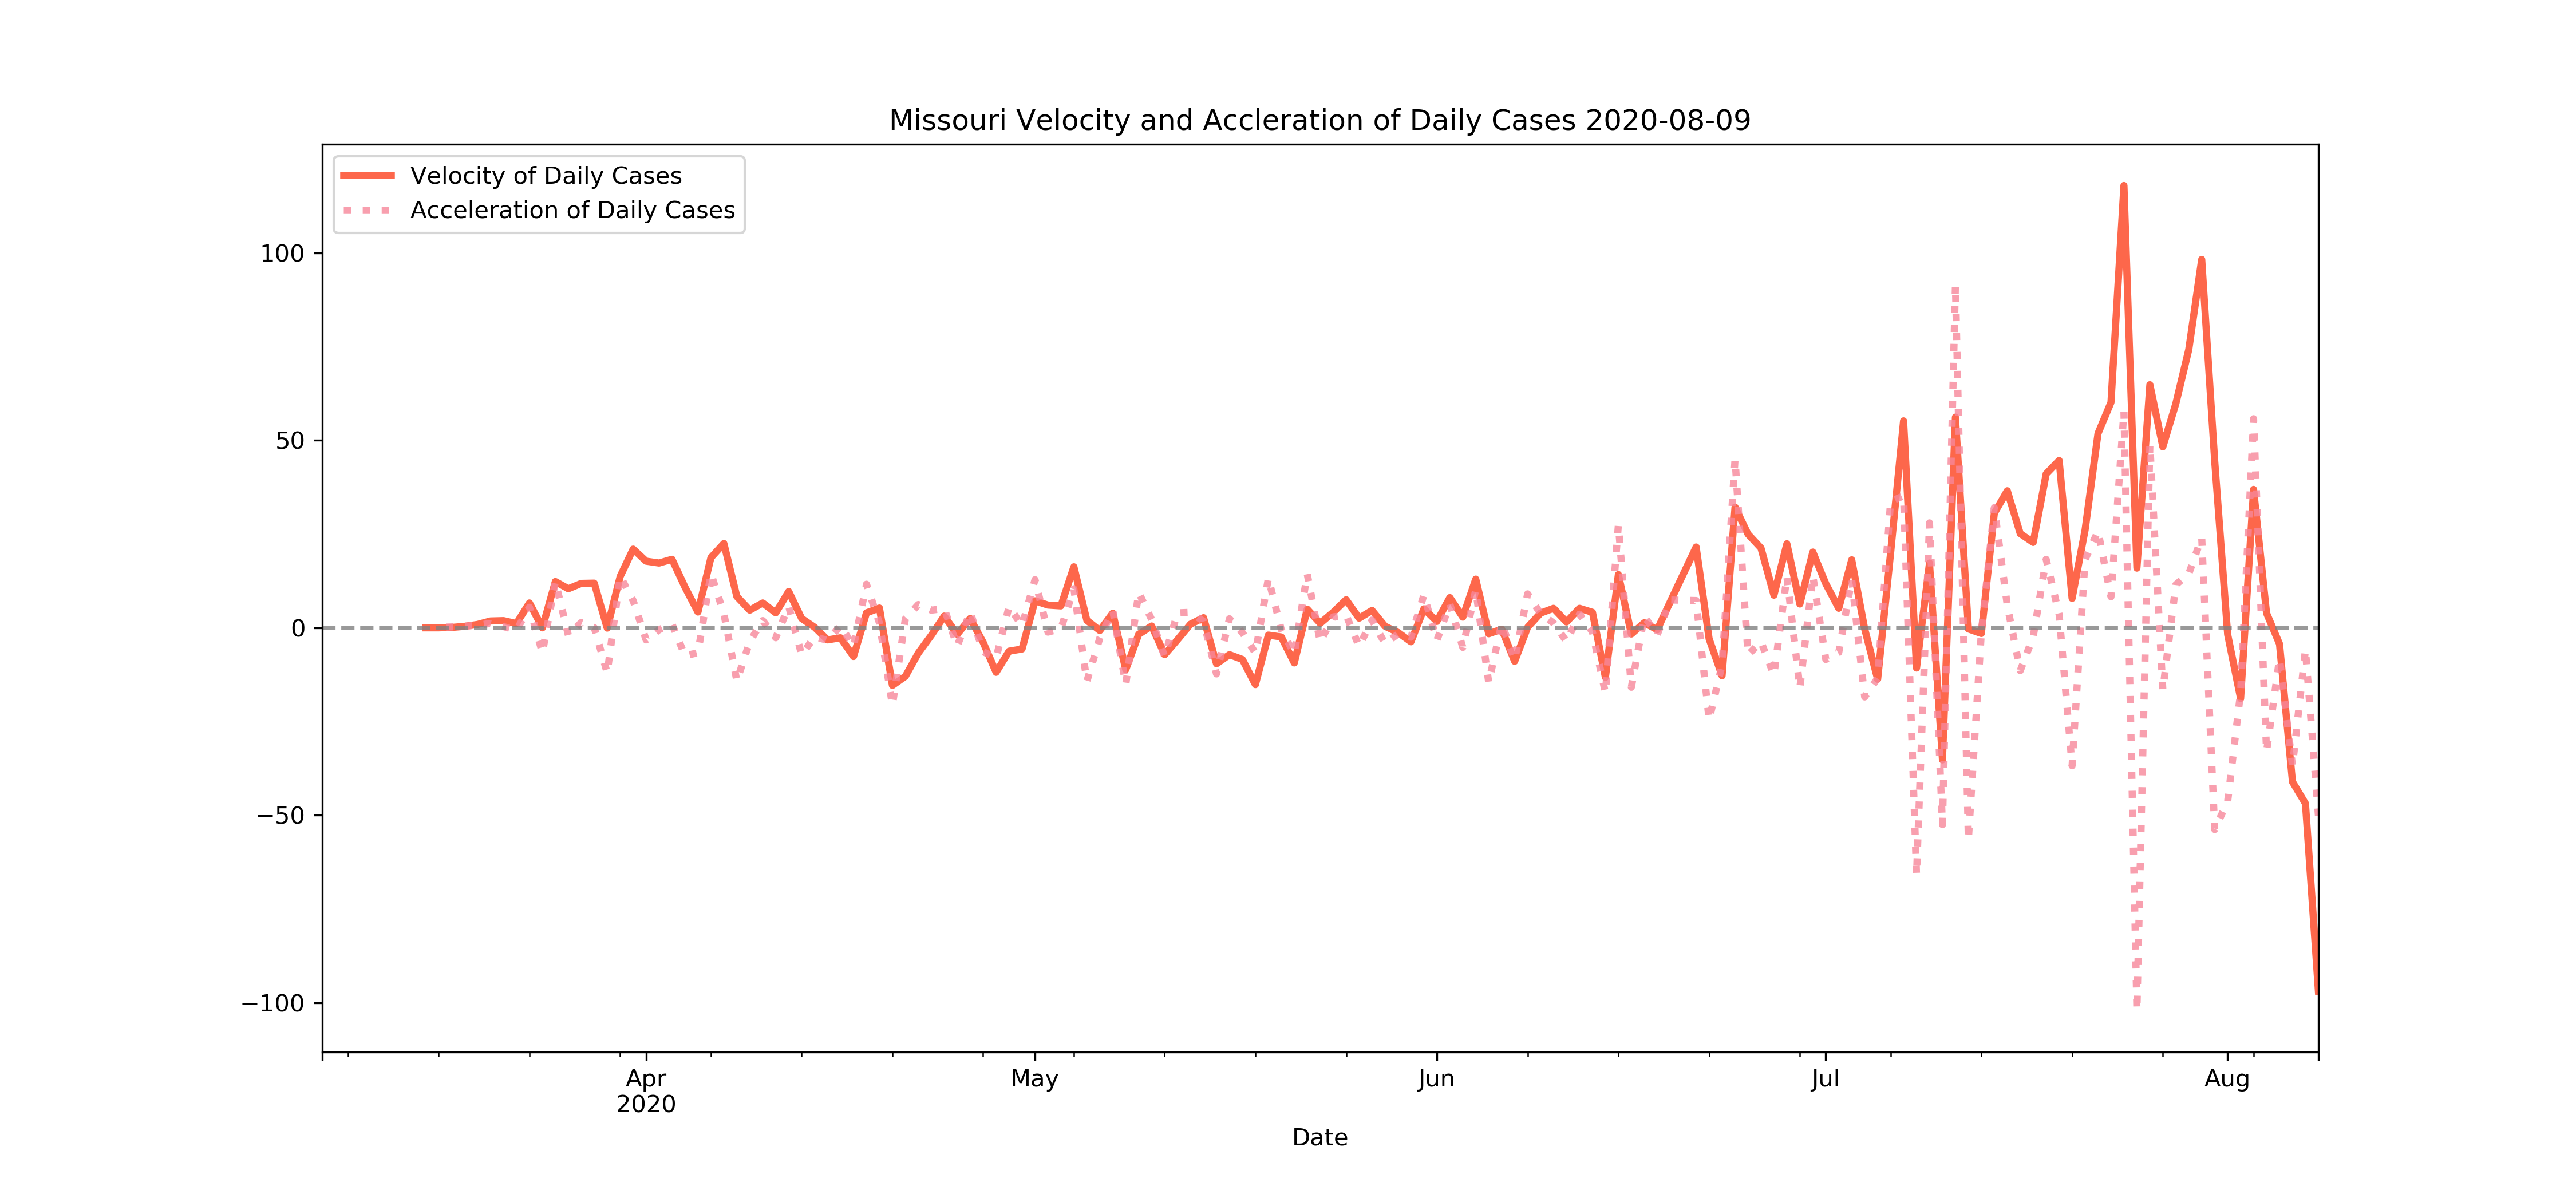 Missouri Velocity and Accleration of Daily Cases 2020-08-09
Velocity of Daily Cases
Acceleration of Daily Cases
100
50
0
−50
−100
Apr May Jun Jul Aug
2020
Date